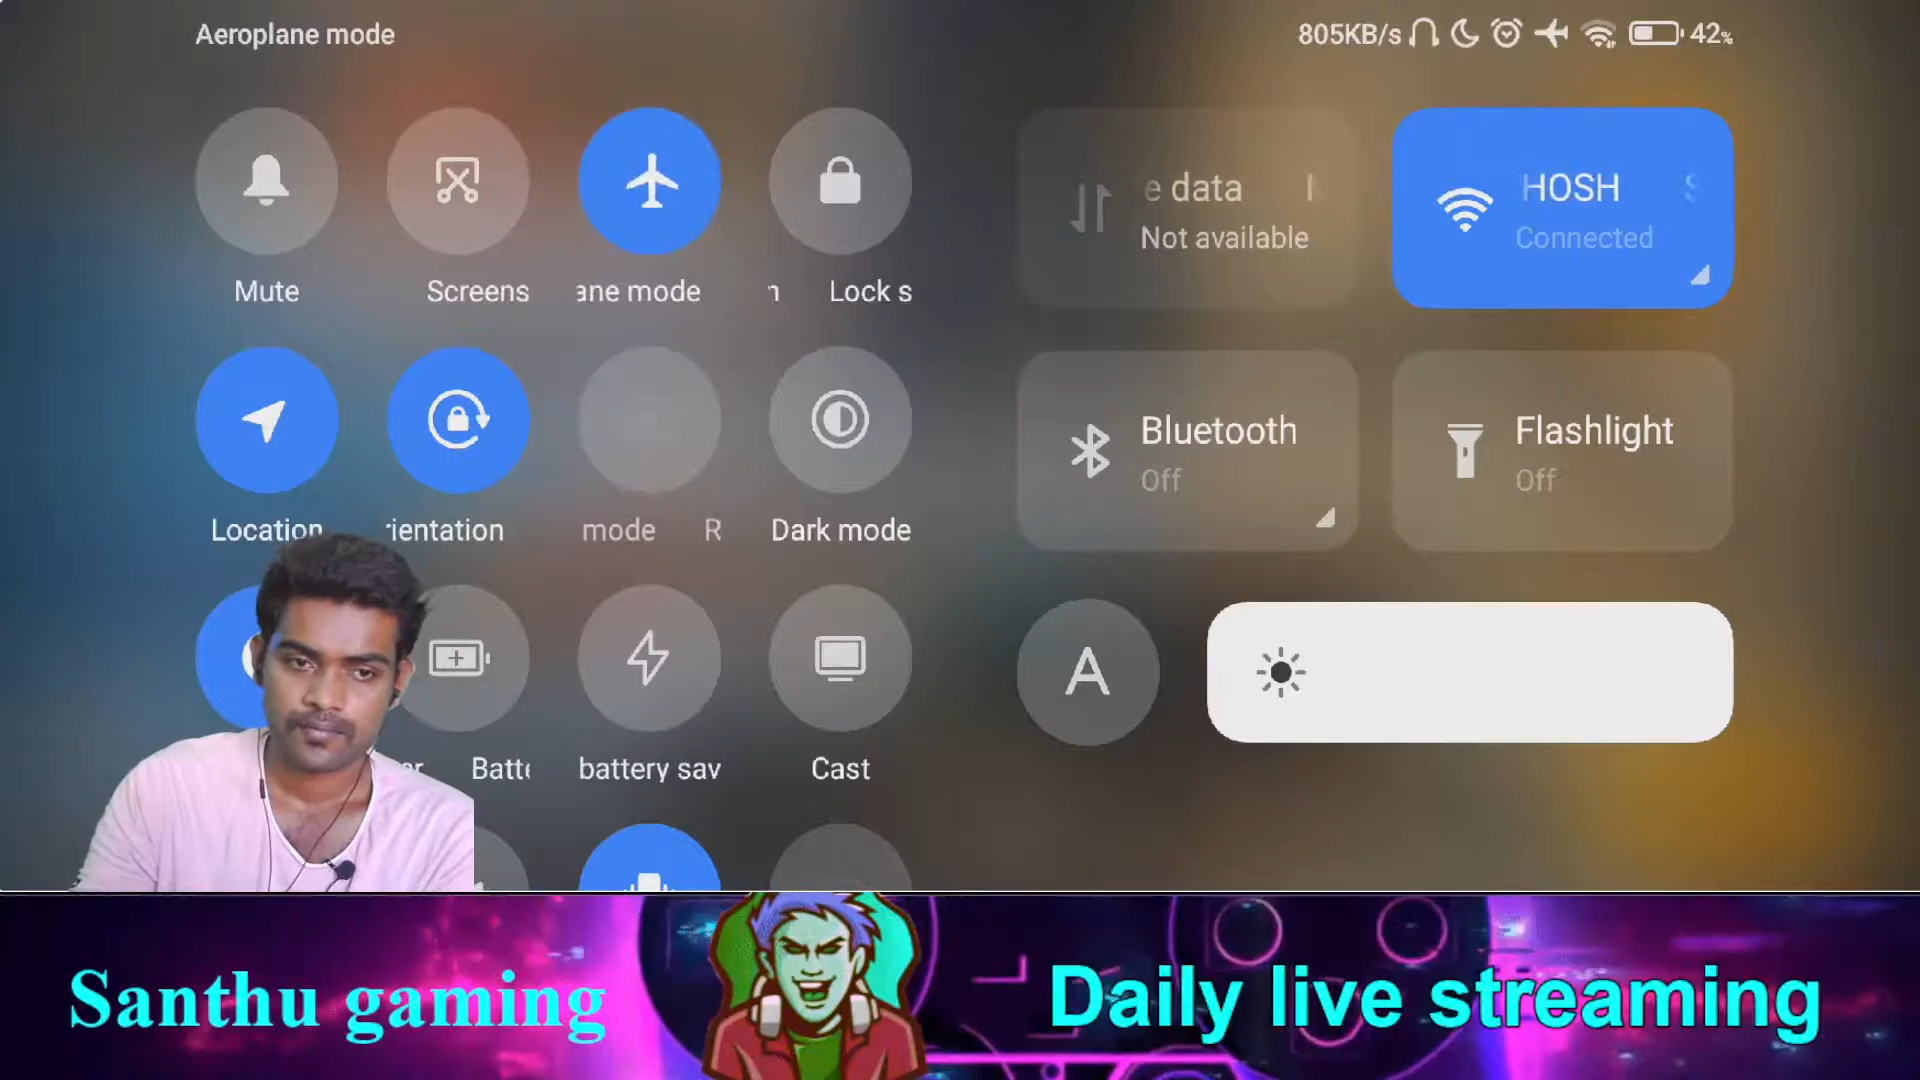 Aeroplane mode
805KB/s 42%
Mute
Screens
ane mode
Lock s
e data
Not available
HOSH
Connected
Location
rientation
mode R
Dark mode
Bluetooth
Off
Flashlight
Off
A
Batt
battery sav
Cast
Santhu gaming
Daily live streaming